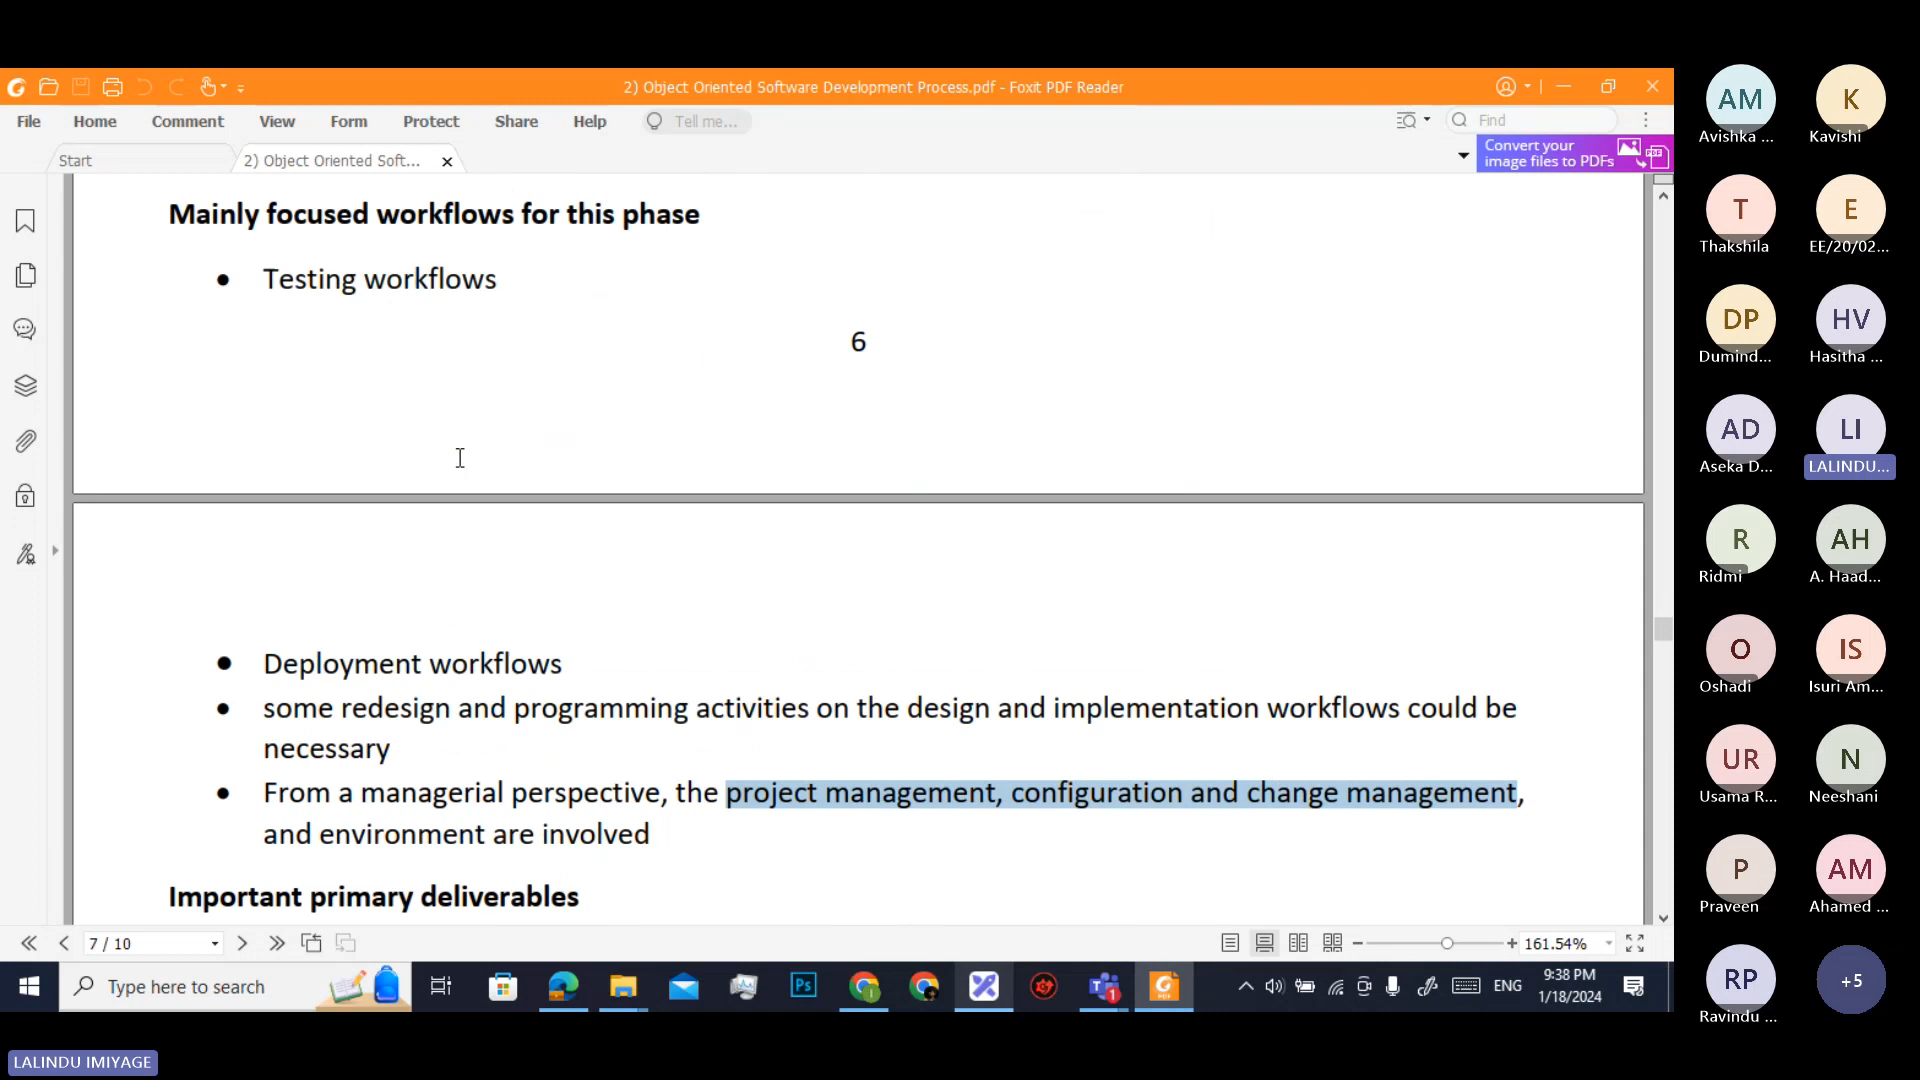 2) Object Oriented Software Development Process.pdf - Foxit PDF Reader
File Home Comment View Form Protect Share Help Tell me... Find
Start 2) Object Oriented Soft... Convert your
image files to PDFs
Mainly focused workflows for this phase
• Testing workflows
6
• Deployment workflows
• some redesign and programming activities on the design and implementation workflows could be
necessary
• From a managerial perspective, the project management, configuration and change management,
and environment are involved
Important primary deliverables
7 / 10 161.54%
Type here to search Ps 1 ENG 9:38 PM
1/18/2024
LALINDU IMIYAGE
AM K
Avishka ... Kavishi
T E
Thakshila EE/20/02...
DP HV
Dumind... Hasitha ...
AD LI
Aseka D... LALINDU...
R AH
Ridmi A. Haad...
O IS
Oshadi Isuri Am...
UR N
Usama R... Neeshani
P AM
Praveen Ahamed ...
RP +5
Ravindu ...